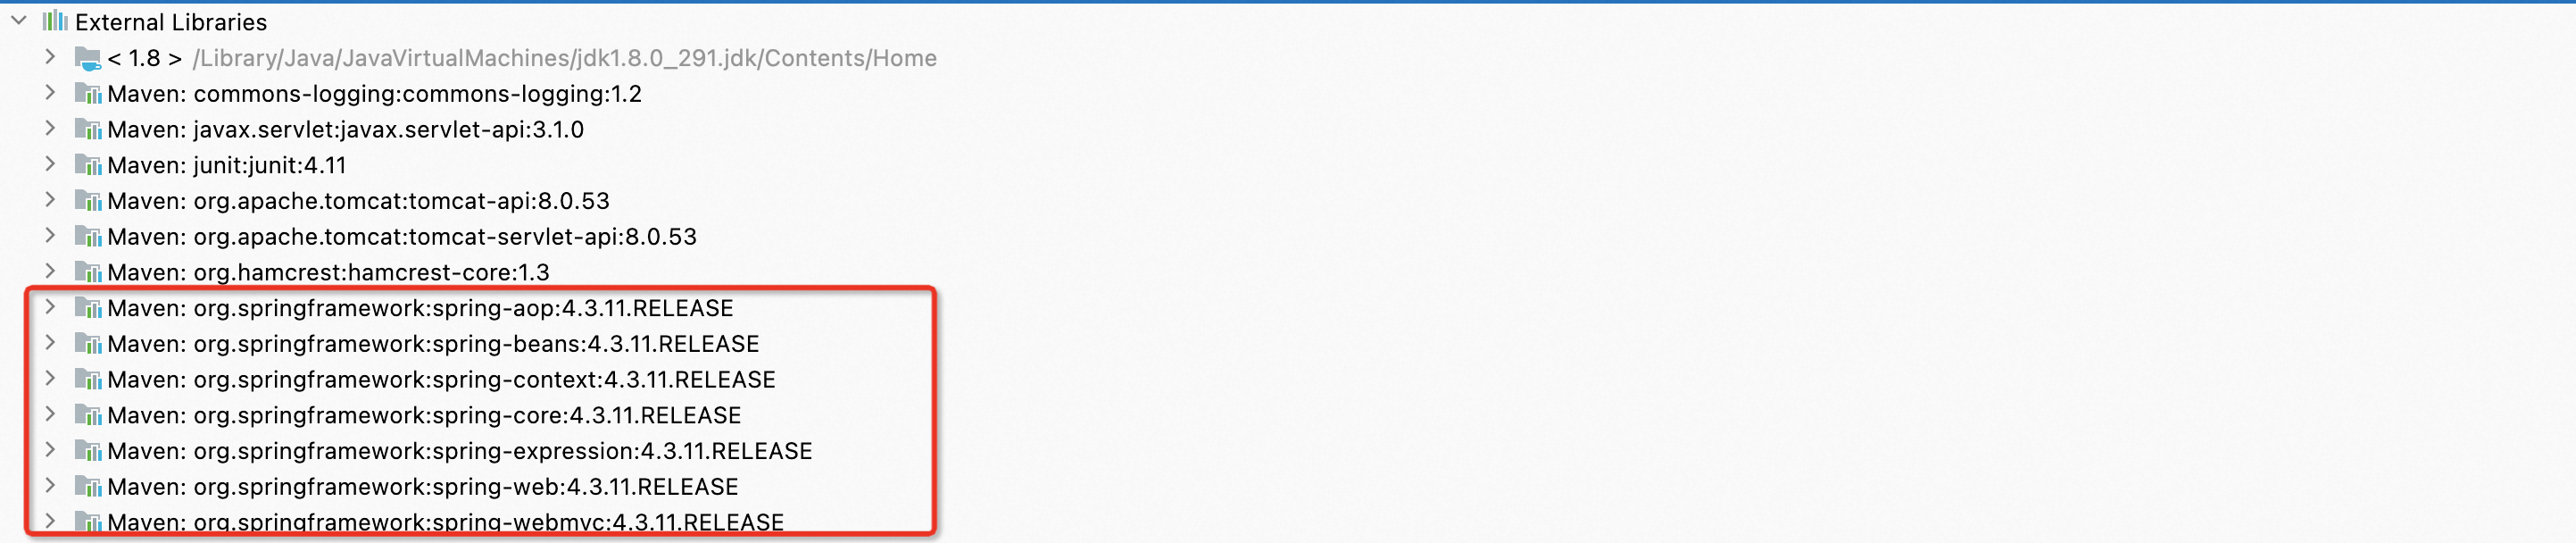 External Libraries
< 1.8 > /Library/Java/JavaVirtualMachines/jdk1.8.0_291.jdk/Contents/Home
Maven: commons-logging:commons-logging:1.2
Maven: javax.servlet:javax.servlet-api:3.1.0
Maven: junit:junit:4.11
Maven: org.apache.tomcat:tomcat-api:8.0.53
Maven: org.apache.tomcat:tomcat-servlet-api:8.0.53
Maven: org.hamcrest:hamcrest-core:1.3
Maven: org.springframework:spring-aop:4.3.11.RELEASE
Maven: org.springframework:spring-beans:4.3.11.RELEASE
Maven: org.springframework:spring-context:4.3.11.RELEASE
Maven: org.springframework:spring-core:4.3.11.RELEASE
Maven: org.springframework:spring-expression:4.3.11.RELEASE
Maven: org.springframework:spring-web:4.3.11.RELEASE
Maven: org.springframework:spring-webmvc:4.3.11.RELEASE